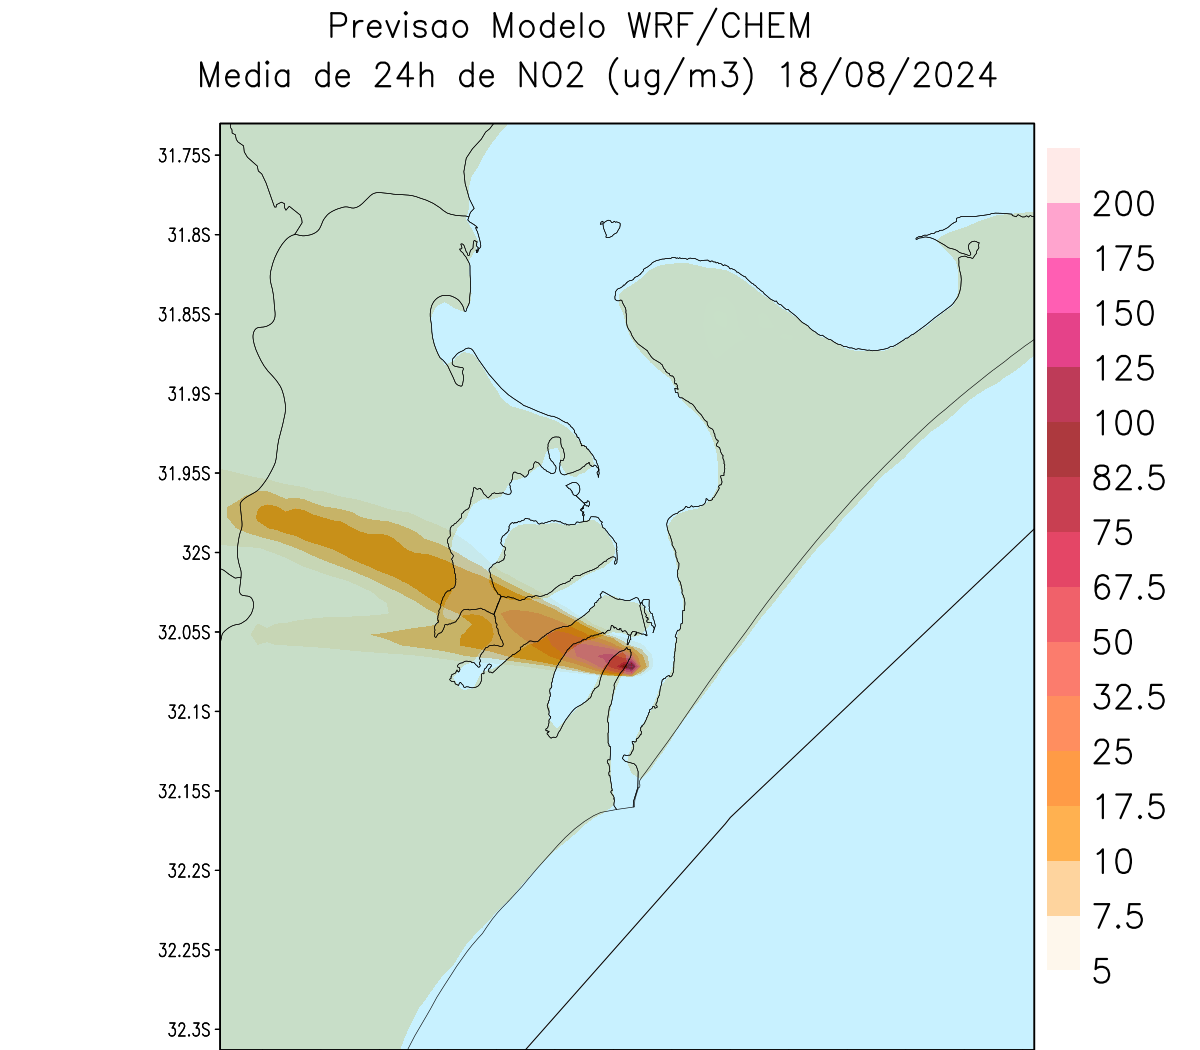 Previsao Modelo WRF/CHEM
Media de 24h de NO2 (ug/m3) 18/08/2024
31.75S
31.8S
31.85S
31.9S
31.95S
32S
32.05S
32.1S
32.15S
32.2S
32.25S
32.3S
200
175
150
125
100
82.5
75
67.5
50
32.5
25
17.5
10
7.5
5